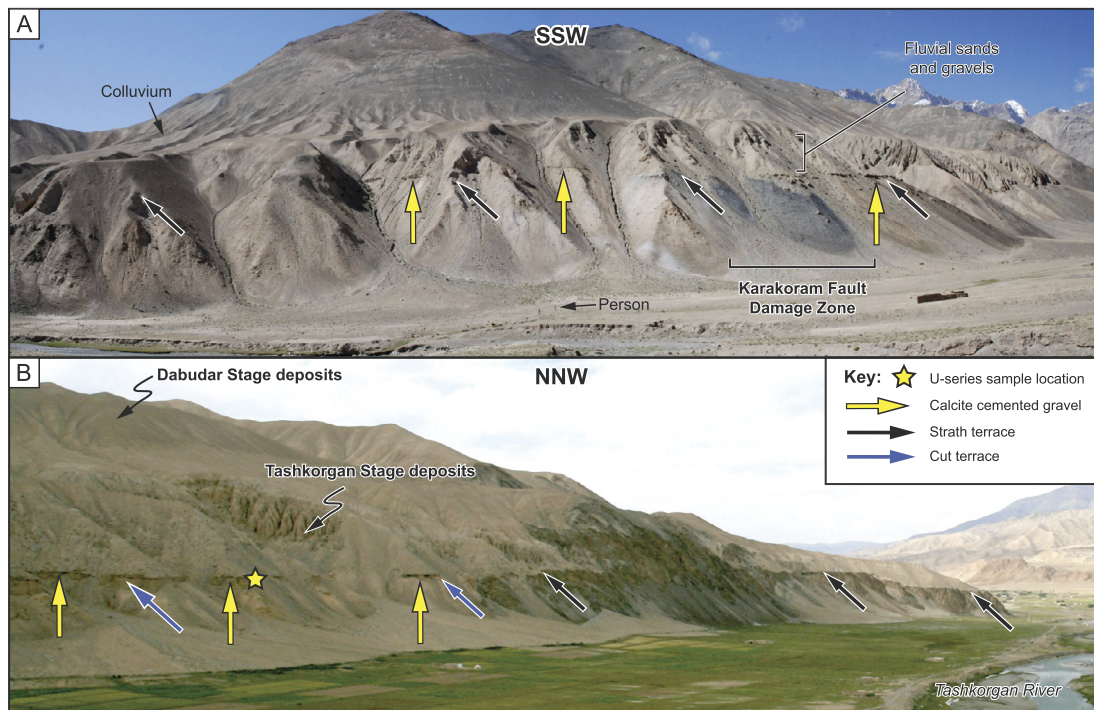 A
SSW
Fluvial sands
and gravels
Colluvium
Karakoram Fault
Damage Zone
Person
B
NNW
Dabudar Stage deposits
Tashkorgan Stage deposits
Key:
U-series sample location
Calcite cemented gravel
Strath terrace
Cut terrace
Tashkorgan River